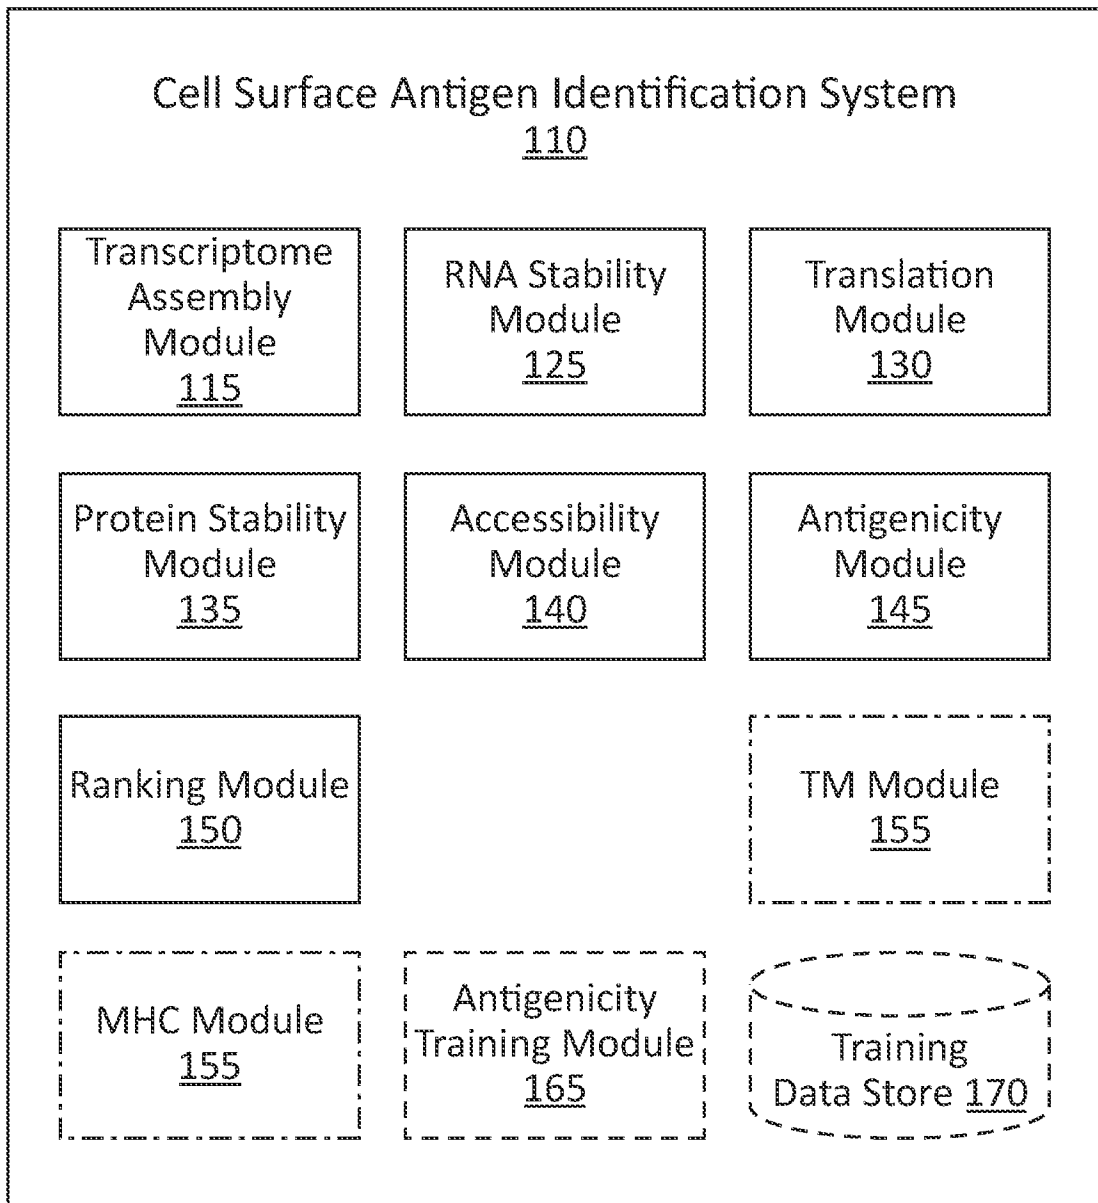 Cell Surface Antigen Identification System
110
Transcriptome
Assembly
Module
115
RNA Stability
Module
125
Translation
Module
130
Protein Stability
Module
135
Accessibility
Module
140
Antigenicity
Module
145
Ranking Module
150
TM Module
155
MHC Module
155
Antigenicity
Training Module
165
Training
Data Store 170